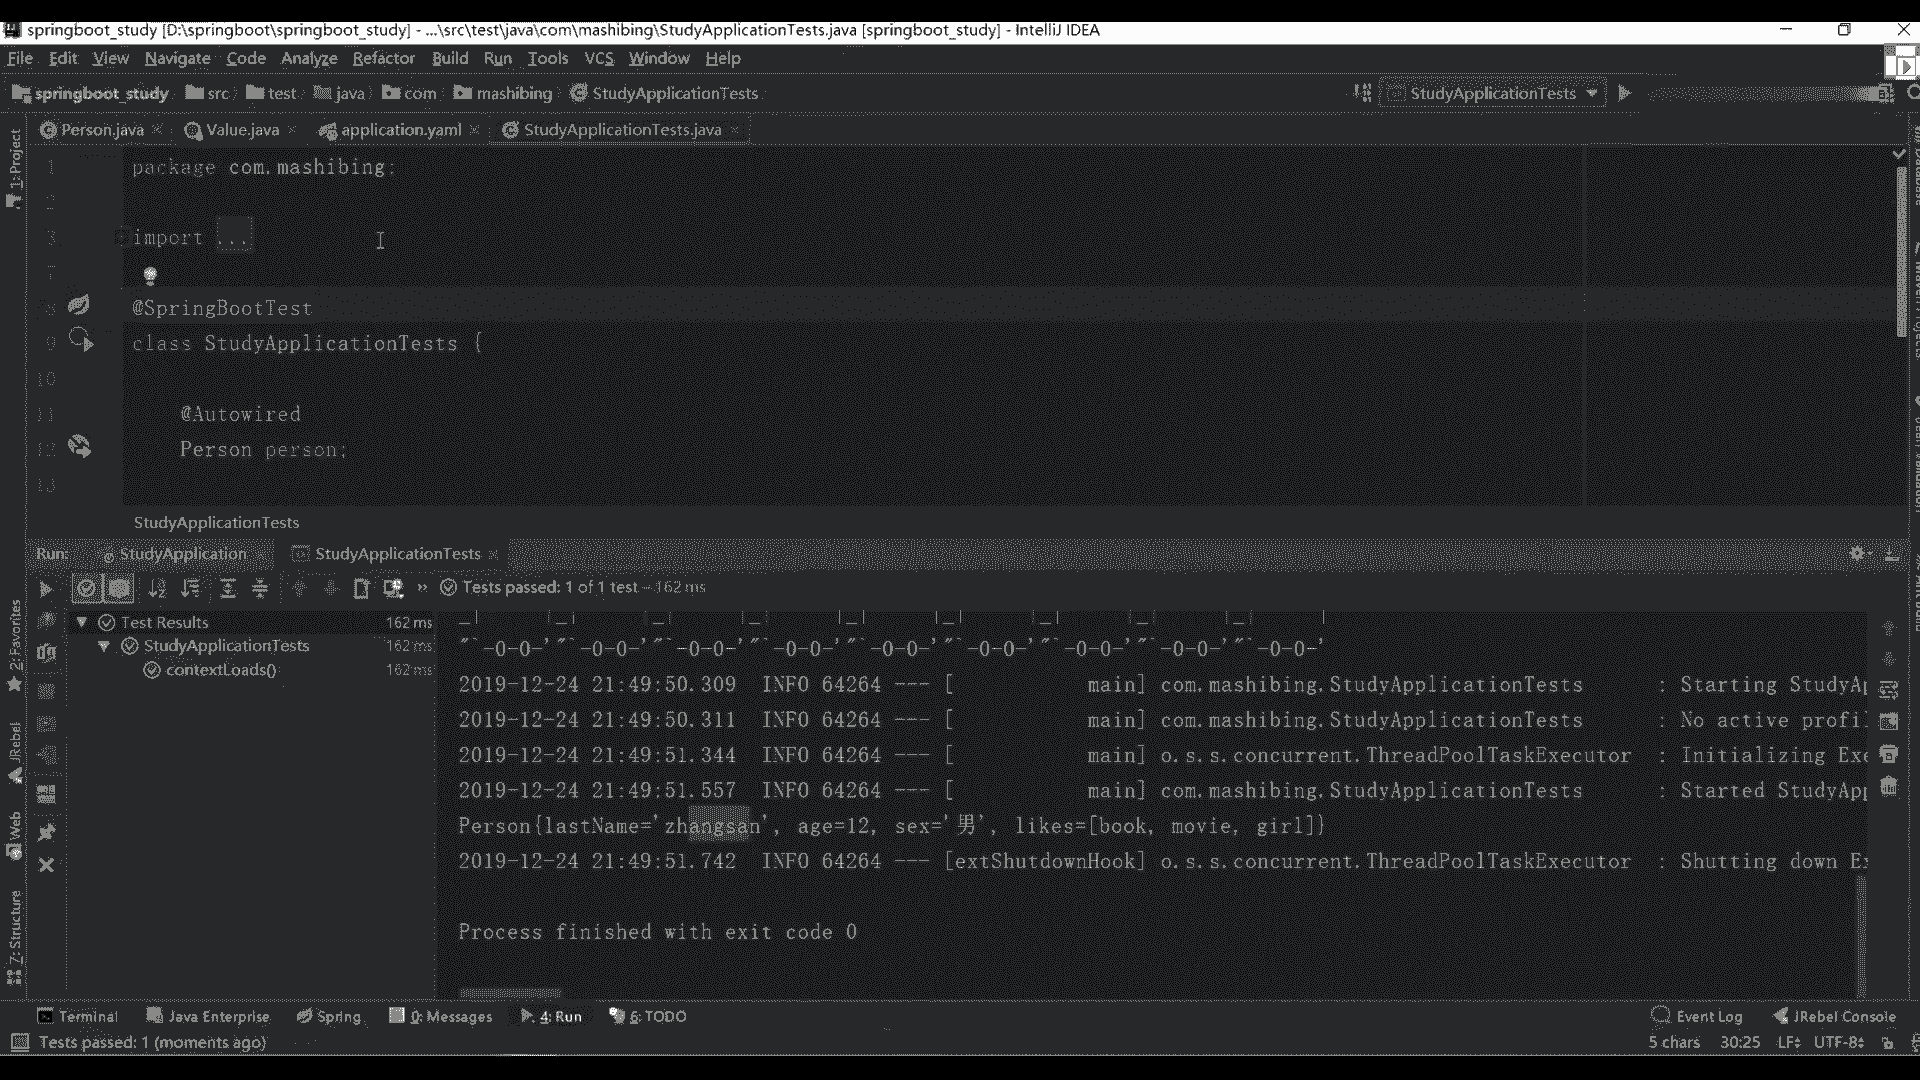 springboot_study [D:\springboot\springboot_study] - ...\src\test\java\com\mashibing\StudyApplicationTests.java [springboot_study] - IntelliJ IDEA
File Edit View Navigate Code Analyze Refactor Build Run Tools VCS Window Help
springboot_study src test java com mashibing StudyApplicationTests StudyApplicationTests
Person.java Value.java application.yaml StudyApplicationTests.java
1: Project
1 package com.mashibing;
2
3 import ...
7
8 @SpringBootTest
9 class StudyApplicationTests {
10
11 @Autowired
12 Person person;
13
StudyApplicationTests
Run: StudyApplication StudyApplicationTests
Tests passed: 1 of 1 test – 162 ms
Test Results 162 ms
StudyApplicationTests 162 ms
contextLoads() 162 ms
"`-0-0-'"`-0-0-'"`-0-0-'"`-0-0-'"`-0-0-'"`-0-0-'"`-0-0-'"`-0-0-'"`-0-0-'
2019-12-24 21:49:50.309 INFO 64264 --- [ main] com.mashibing.StudyApplicationTests : Starting StudyAp
2019-12-24 21:49:50.311 INFO 64264 --- [ main] com.mashibing.StudyApplicationTests : No active profi
2019-12-24 21:49:51.344 INFO 64264 --- [ main] o.s.s.concurrent.ThreadPoolTaskExecutor : Initializing Exe
2019-12-24 21:49:51.557 INFO 64264 --- [ main] com.mashibing.StudyApplicationTests : Started StudyApp
Person{lastName='zhangsan', age=12, sex='男', likes=[book, movie, girl]}
2019-12-24 21:49:51.742 INFO 64264 --- [extShutdownHook] o.s.s.concurrent.ThreadPoolTaskExecutor : Shutting down Ex
Process finished with exit code 0
2: Favorites
JRebel
Web
7: Structure
Terminal Java Enterprise Spring 0: Messages 4: Run 6: TODO Event Log JRebel Console
Tests passed: 1 (moments ago) 5 chars 30:25 LF UTF-8